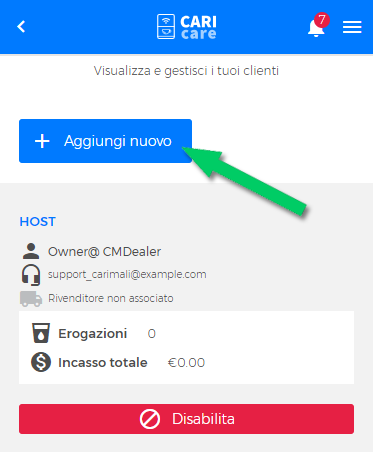 CARI
care
7
Visualizza e gestisci i tuoi clienti
Aggiungi nuovo
HOST
Owner@ CMDealer
support_carimali@example.com
Rivenditore non associato
Erogazioni 0
Incasso totale €0.00
Disabilita